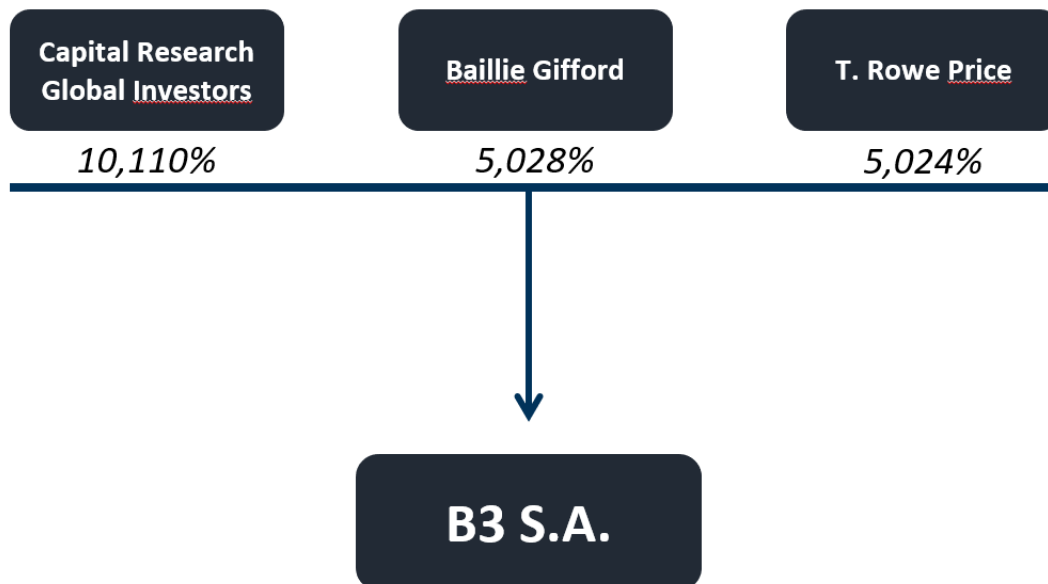 Capital Research
Global Investors
Baillie Gifford
T. Rowe Price
10,110%
5,028%
5,024%
B3 S.A.